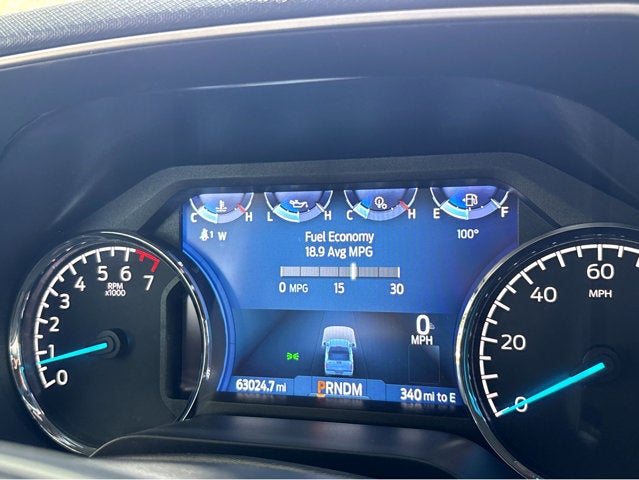 C H L H C H E F
1 W
Fuel Economy
18.9 Avg MPG
100°
0 MPG 15 30
0
MPH
63024.7 mi PRNDM 340 mi to E
0 1 2 3 4 5 6 7
RPM
x1000
0 20 40 60
MPH